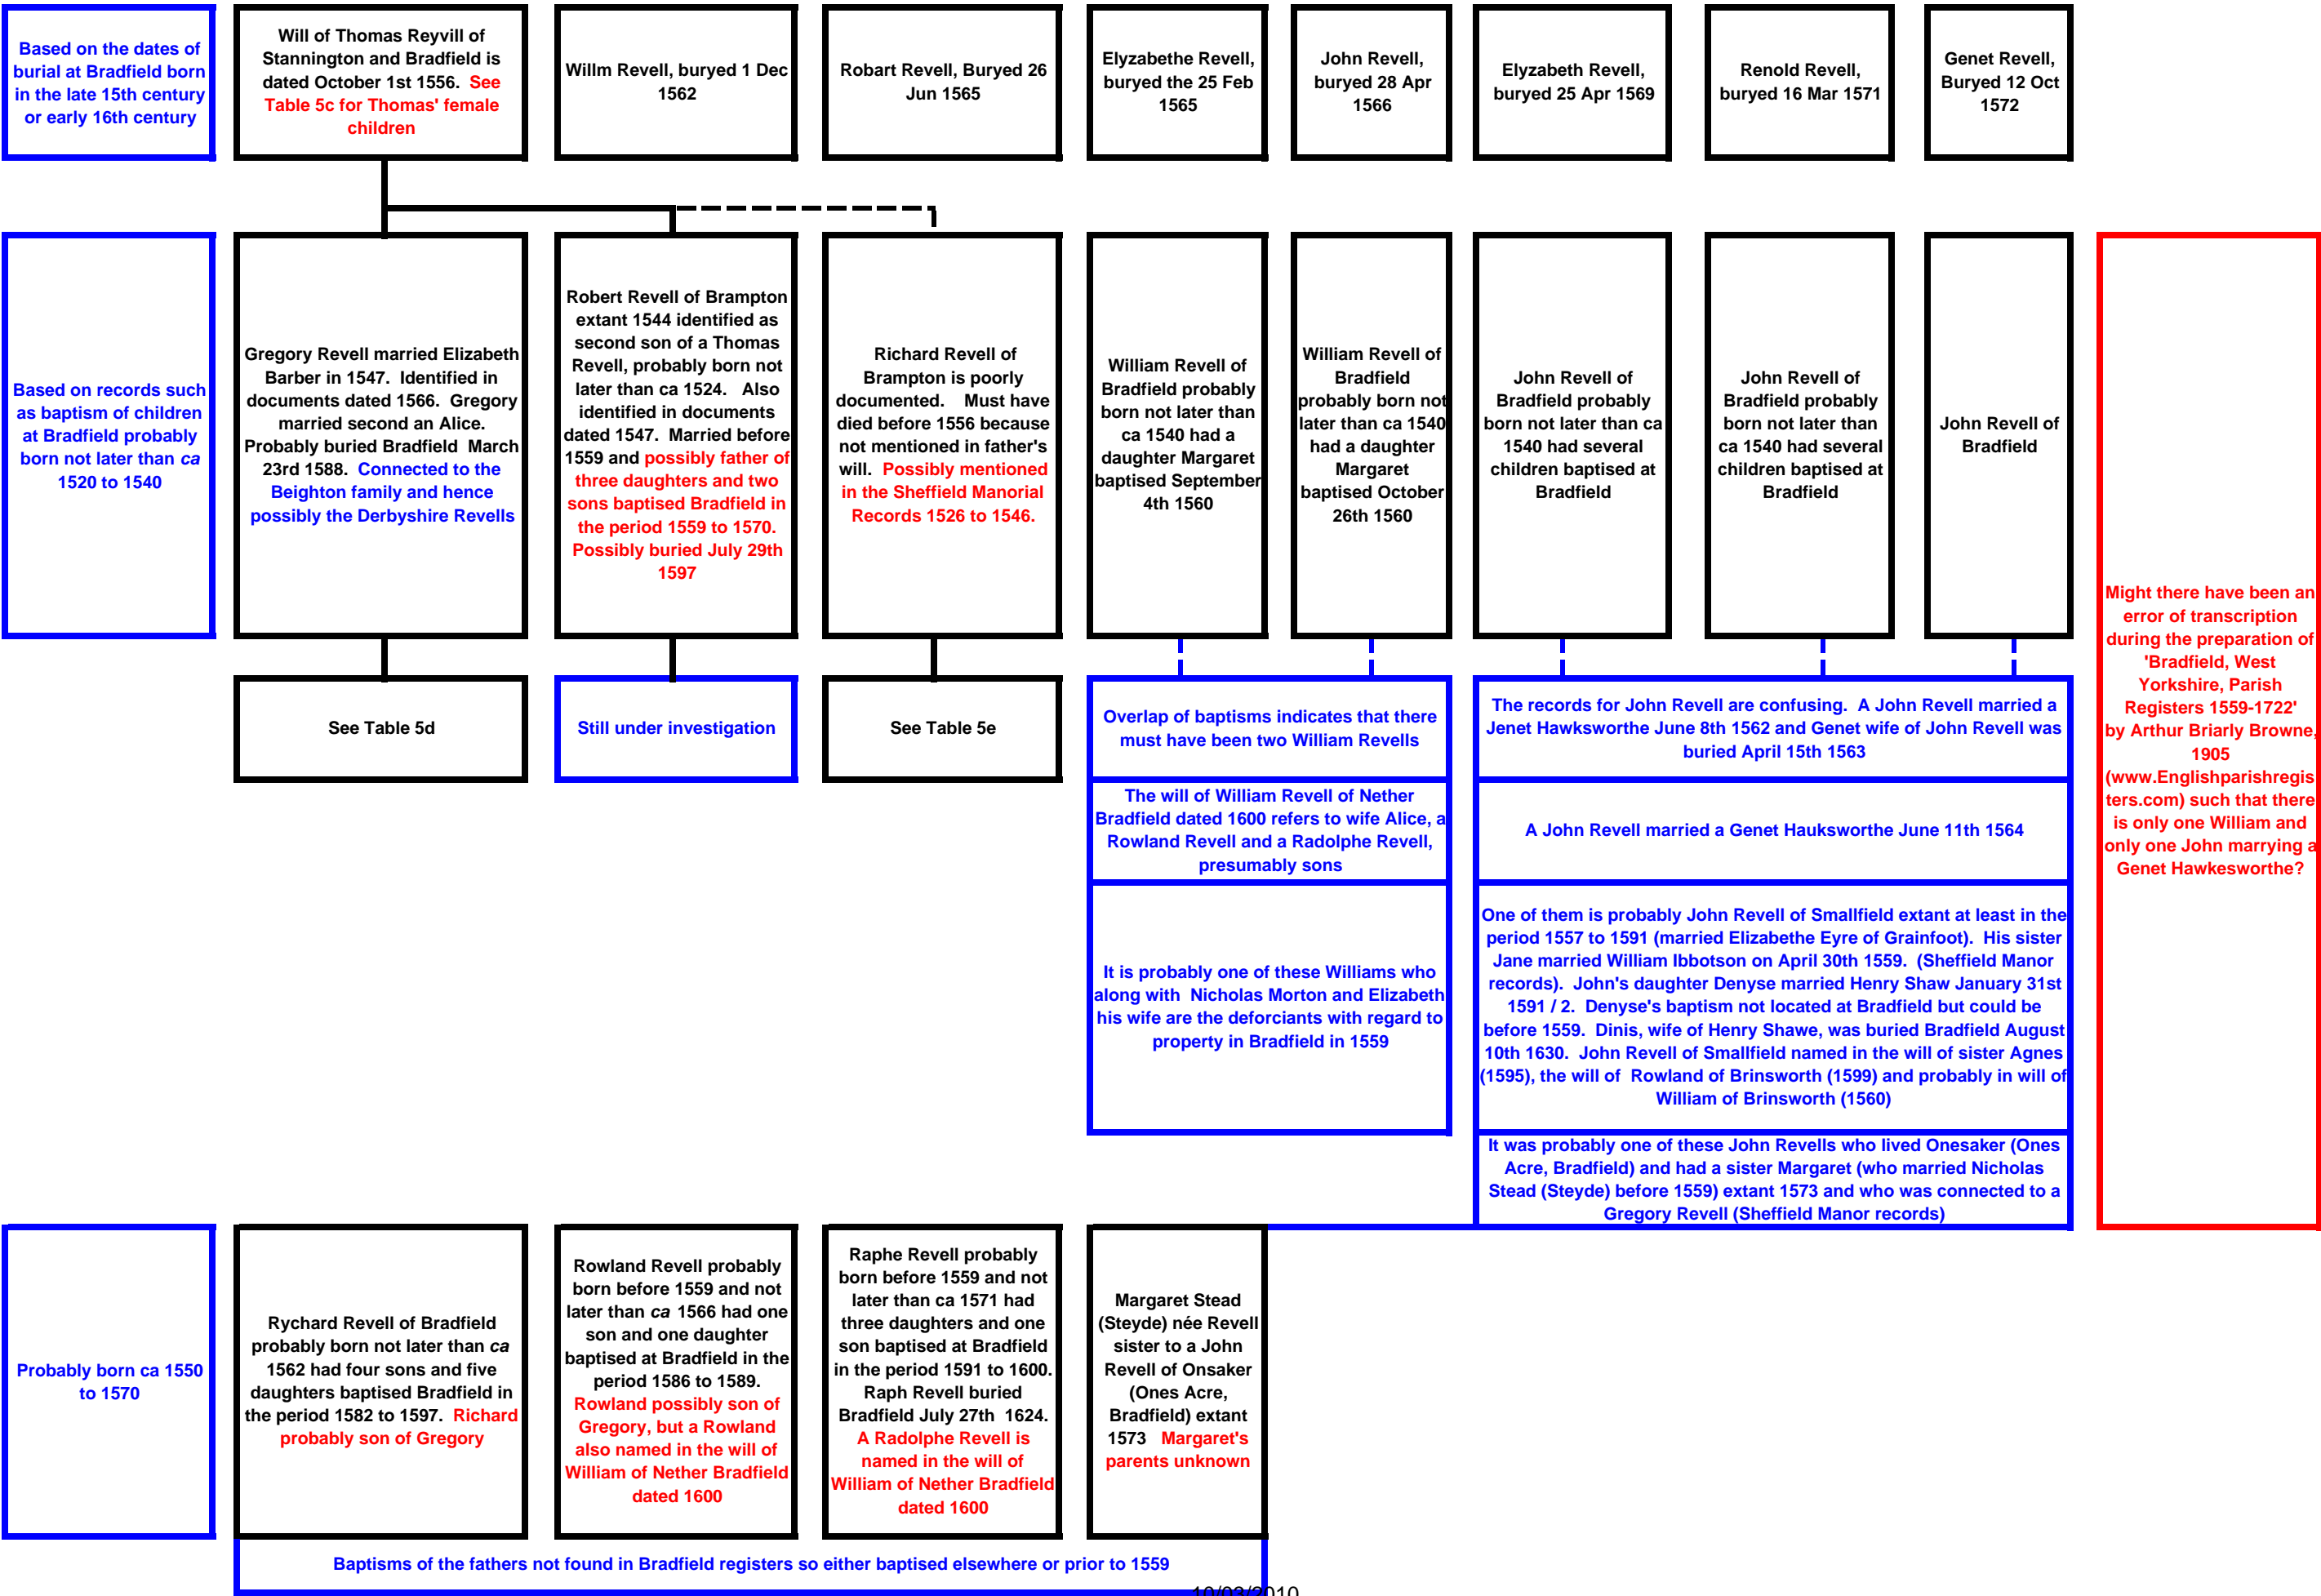 Based on the dates of
burial at Bradfield born
in the late 15th century
or early 16th century
Will of Thomas Reyvill of
Stannington and Bradfield is
dated October 1st 1556. See
Table 5c for Thomas' female
children
Willm Revell, buryed 1 Dec
1562
Robart Revell, Buryed 26
Jun 1565
Elyzabethe Revell,
buryed the 25 Feb
1565
John Revell,
buryed 28 Apr
1566
Elyzabeth Revell,
buryed 25 Apr 1569
Renold Revell,
buryed 16 Mar 1571
Genet Revell,
Buryed 12 Oct
1572
Based on records such
as baptism of children
at Bradfield probably
born not later than ca
1520 to 1540
Gregory Revell married Elizabeth
Barber in 1547. Identified in
documents dated 1566. Gregory
married second an Alice.
Probably buried Bradfield March
23rd 1588. Connected to the
Beighton family and hence
possibly the Derbyshire Revells
Robert Revell of Brampton
extant 1544 identified as
second son of a Thomas
Revell, probably born not
later than ca 1524. Also
identified in documents
dated 1547. Married before
1559 and possibly father of
three daughters and two
sons baptised Bradfield in
the period 1559 to 1570.
Possibly buried July 29th
1597
Richard Revell of
Brampton is poorly
documented. Must have
died before 1556 because
not mentioned in father's
will. Possibly mentioned
in the Sheffield Manorial
Records 1526 to 1546.
William Revell of
Bradfield probably
born not later than
ca 1540 had a
daughter Margaret
baptised September
4th 1560
William Revell of
Bradfield
probably born not
later than ca 1540
had a daughter
Margaret
baptised October
26th 1560
John Revell of
Bradfield probably
born not later than ca
1540 had several
children baptised at
Bradfield
John Revell of
Bradfield probably
born not later than
ca 1540 had several
children baptised at
Bradfield
John Revell of
Bradfield
Might there have been an
error of transcription
during the preparation of
'Bradfield, West
Yorkshire, Parish
Registers 1559-1722'
by Arthur Briarly Browne,
1905
(www.Englishparishregis
ters.com) such that there
is only one William and
only one John marrying a
Genet Hawkesworthe?
See Table 5d
Still under investigation
See Table 5e
Overlap of baptisms indicates that there
must have been two William Revells
The will of William Revell of Nether
Bradfield dated 1600 refers to wife Alice, a
Rowland Revell and a Radolphe Revell,
presumably sons
It is probably one of these Williams who
along with Nicholas Morton and Elizabeth
his wife are the deforciants with regard to
property in Bradfield in 1559
The records for John Revell are confusing. A John Revell married a
Jenet Hawksworthe June 8th 1562 and Genet wife of John Revell was
buried April 15th 1563
A John Revell married a Genet Hauksworthe June 11th 1564
One of them is probably John Revell of Smallfield extant at least in the
period 1557 to 1591 (married Elizabethe Eyre of Grainfoot). His sister
Jane married William Ibbotson on April 30th 1559. (Sheffield Manor
records). John's daughter Denyse married Henry Shaw January 31st
1591 / 2. Denyse's baptism not located at Bradfield but could be
before 1559. Dinis, wife of Henry Shawe, was buried Bradfield August
10th 1630. John Revell of Smallfield named in the will of sister Agnes
(1595), the will of Rowland of Brinsworth (1599) and probably in will of
William of Brinsworth (1560)
It was probably one of these John Revells who lived Onesaker (Ones
Acre, Bradfield) and had a sister Margaret (who married Nicholas
Stead (Steyde) before 1559) extant 1573 and who was connected to a
Gregory Revell (Sheffield Manor records)
Probably born ca 1550
to 1570
Rychard Revell of Bradfield
probably born not later than ca
1562 had four sons and five
daughters baptised Bradfield in
the period 1582 to 1597. Richard
probably son of Gregory
Rowland Revell probably
born before 1559 and not
later than ca 1566 had one
son and one daughter
baptised at Bradfield in the
period 1586 to 1589.
Rowland possibly son of
Gregory, but a Rowland
also named in the will of
William of Nether Bradfield
dated 1600
Raphe Revell probably
born before 1559 and not
later than ca 1571 had
three daughters and one
son baptised at Bradfield
in the period 1591 to 1600.
Raph Revell buried
Bradfield July 27th 1624.
A Radolphe Revell is
named in the will of
William of Nether Bradfield
dated 1600
Margaret Stead
(Steyde) née Revell
sister to a John
Revell of Onsaker
(Ones Acre,
Bradfield) extant
1573 Margaret's
parents unknown
Baptisms of the fathers not found in Bradfield registers so either baptised elsewhere or prior to 1559
10/03/2010